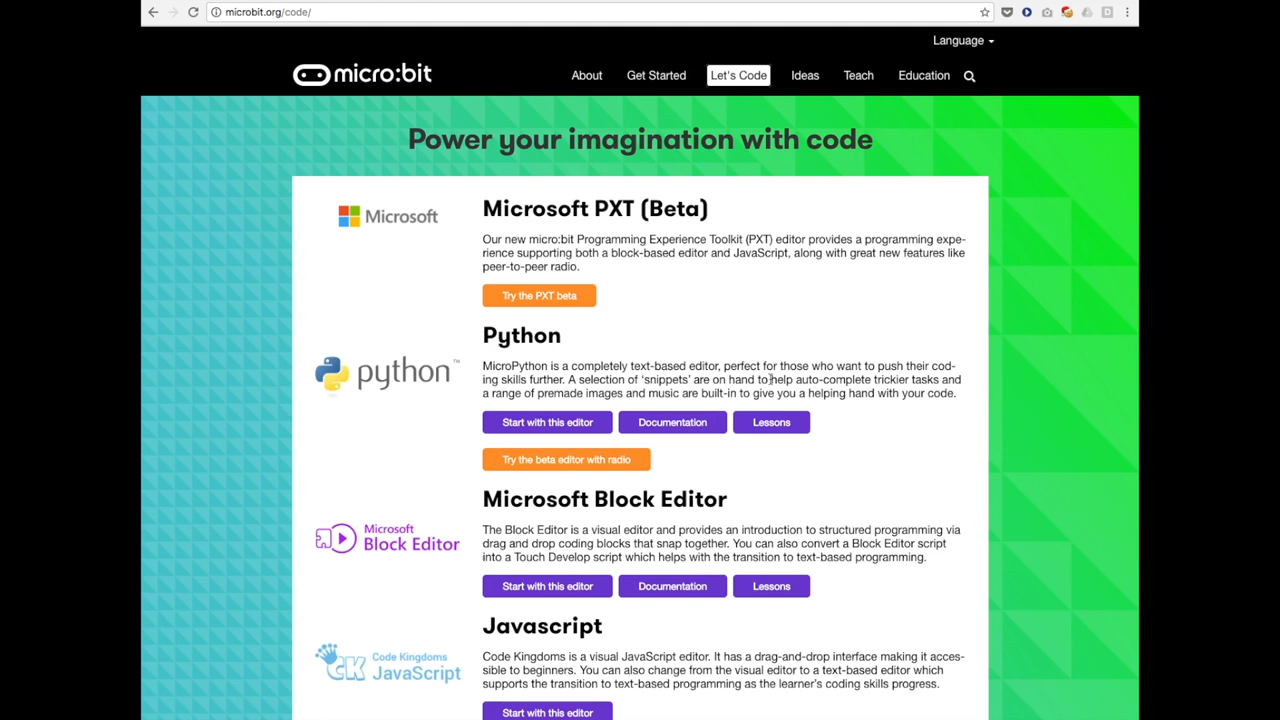 microbit.org/code/
Language
micro:bit
About Get Started Let's Code Ideas Teach Education
Power your imagination with code
Microsoft
Microsoft PXT (Beta)
Our new micro:bit Programming Experience Toolkit (PXT) editor provides a programming expe-
rience supporting both a block-based editor and JavaScript, along with great new features like
peer-to-peer radio.
Try the PXT beta
python™
Python
MicroPython is a completely text-based editor, perfect for those who want to push their cod-
ing skills further. A selection of ‘snippets’ are on hand to help auto-complete trickier tasks and
a range of premade images and music are built-in to give you a helping hand with your code.
Start with this editor Documentation Lessons
Try the beta editor with radio
Microsoft
Block Editor
Microsoft Block Editor
The Block Editor is a visual editor and provides an introduction to structured programming via
drag and drop coding blocks that snap together. You can also convert a Block Editor script
into a Touch Develop script which helps with the transition to text-based programming.
Start with this editor Documentation Lessons
CK
Code Kingdoms
JavaScript
Javascript
Code Kingdoms is a visual JavaScript editor. It has a drag-and-drop interface making it acces-
sible to beginners. You can also change from the visual editor to a text-based editor which
supports the transition to text-based programming as the learner’s coding skills progress.
Start with this editor